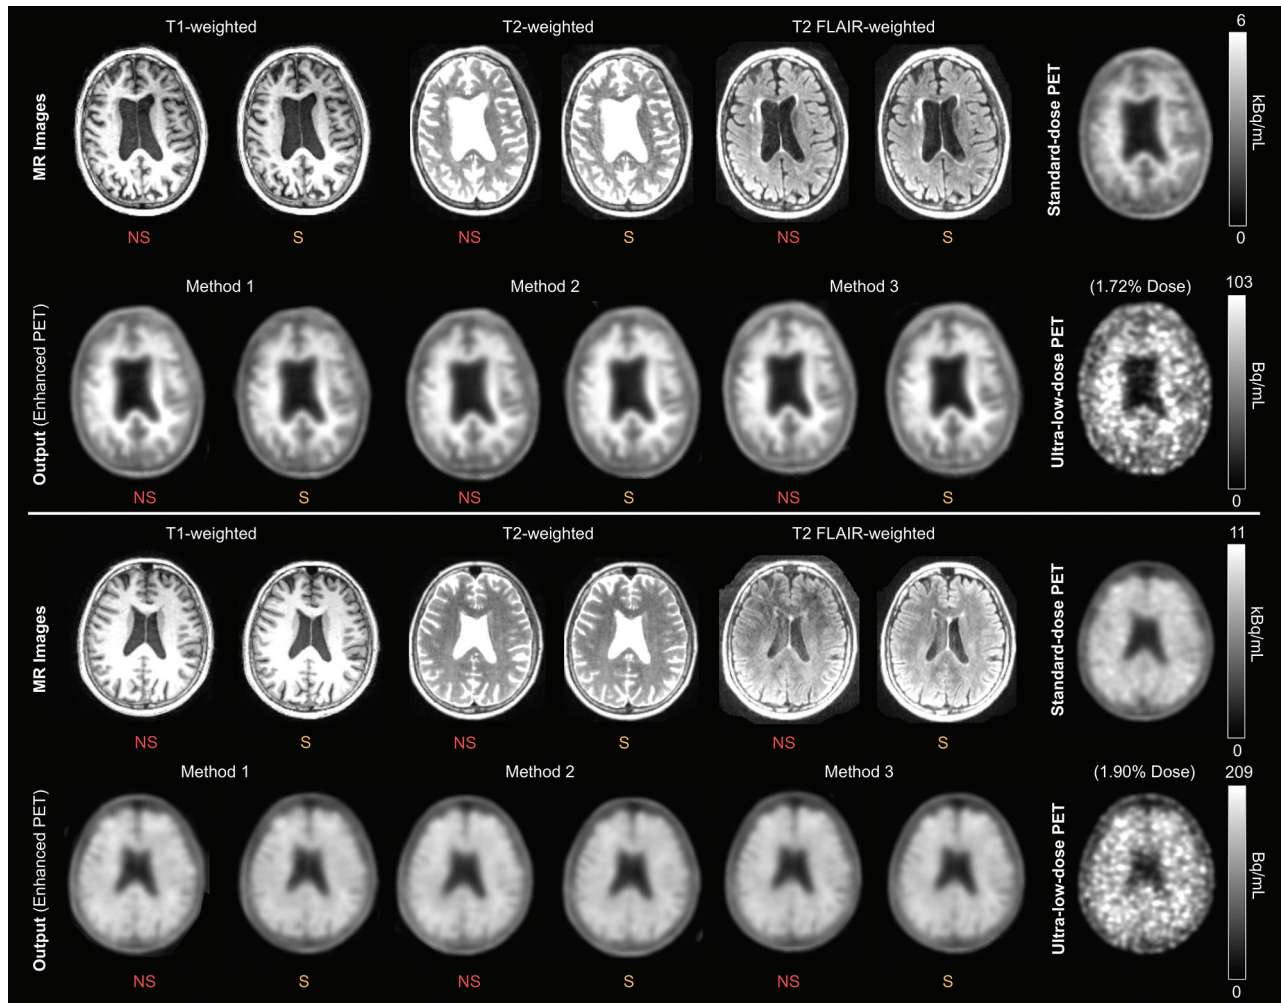 T1-weighted T2-weighted T2 FLAIR-weighted 6
MR Images
Standard-dose PET
kBq/mL
NS S NS S NS S 0
Method 1 Method 2 Method 3 (1.72% Dose) 103
Output (Enhanced PET)
Ultra-low-dose PET
Bq/mL
NS S NS S NS S 0
T1-weighted T2-weighted T2 FLAIR-weighted 11
MR Images
Standard-dose PET
kBq/mL
NS S NS S NS S 0
Method 1 Method 2 Method 3 (1.90% Dose) 209
Output (Enhanced PET)
Ultra-low-dose PET
Bq/mL
NS S NS S NS S 0